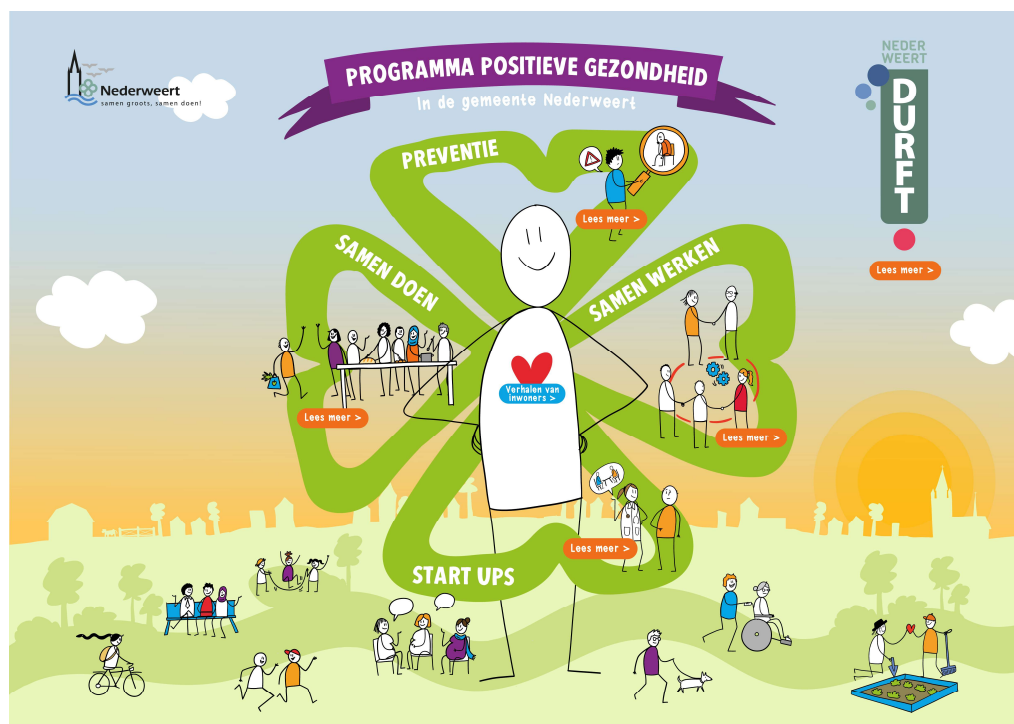 Nederweert
samen groots, samen doen!
PROGRAMMA POSITIEVE GEZONDHEID
in de gemeente Nederweert
NEDER
WEERT
DURFT
Lees meer >
PREVENTIE
Lees meer >
SAMEN DOEN
Lees meer >
SAMEN WERKEN
Lees meer >
Verhalen van
inwoners >
START UPS
Lees meer >